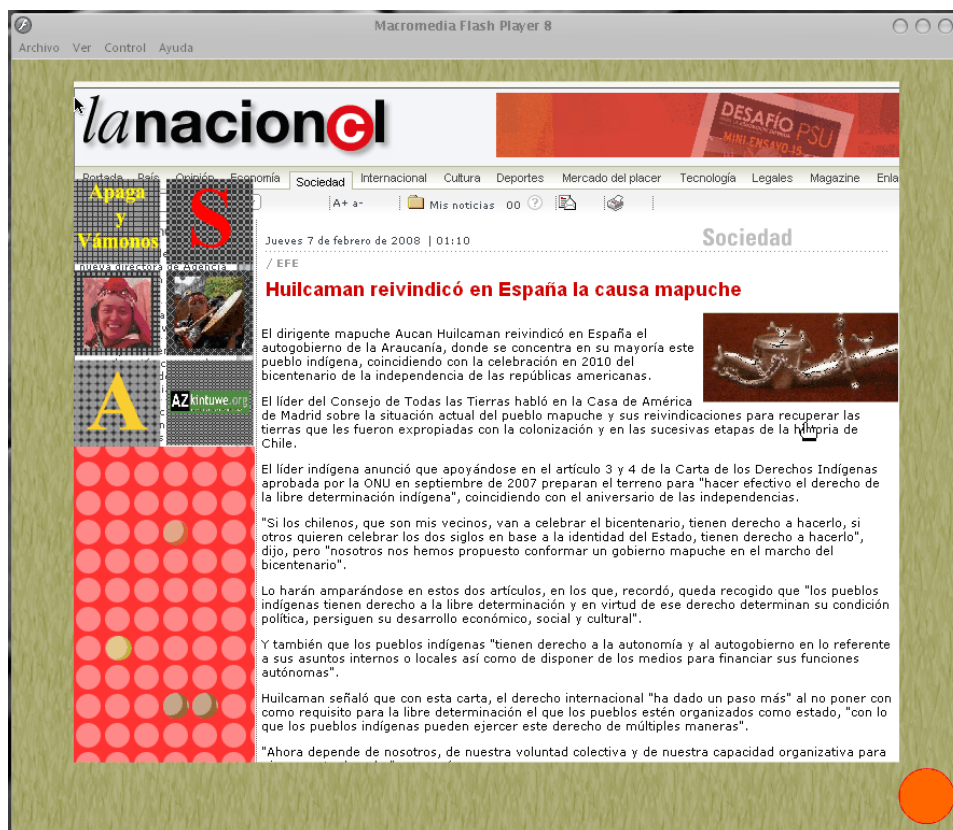 Macromedia Flash Player 8
Archivo Ver Control Ayuda
lanacioncl
DESAFÍO PSU
MINI ENSAYO 15
Portada País Opinión Economía Sociedad Internacional Cultura Deportes Mercado del placer Tecnología Legales Magazine Enla
A+ a- Mis noticias 00 ?
Apaga
y
Vámonos
S
nueva directora de Agencia
A
AZkintuwe.org
Jueves 7 de febrero de 2008 | 01:10
Sociedad
/ EFE
Huilcaman reivindicó en España la causa mapuche
El dirigente mapuche Aucan Huilcaman reivindicó en España el
autogobierno de la Araucanía, donde se concentra en su mayoría este
pueblo indígena, coincidiendo con la celebración en 2010 del
bicentenario de la independencia de las repúblicas americanas.
El líder del Consejo de Todas las Tierras habló en la Casa de América
de Madrid sobre la situación actual del pueblo mapuche y sus reivindicaciones para recuperar las
tierras que les fueron expropiadas con la colonización y en las sucesivas etapas de la historia de
Chile.
El líder indígena anunció que apoyándose en el artículo 3 y 4 de la Carta de los Derechos Indígenas
aprobada por la ONU en septiembre de 2007 preparan el terreno para "hacer efectivo el derecho de
la libre determinación indígena", coincidiendo con el aniversario de las independencias.
"Si los chilenos, que son mis vecinos, van a celebrar el bicentenario, tienen derecho a hacerlo, si
otros quieren celebrar los dos siglos en base a la identidad del Estado, tienen derecho a hacerlo",
dijo, pero "nosotros nos hemos propuesto conformar un gobierno mapuche en el marcho del
bicentenario".
Lo harán amparándose en estos dos artículos, en los que, recordó, queda recogido que "los pueblos
indígenas tienen derecho a la libre determinación y en virtud de ese derecho determinan su condición
política, persiguen su desarrollo económico, social y cultural".
Y también que los pueblos indígenas "tienen derecho a la autonomía y al autogobierno en lo referente
a sus asuntos internos o locales así como de disponer de los medios para financiar sus funciones
autónomas".
Huilcaman señaló que con esta carta, el derecho internacional "ha dado un paso más" al no poner con
como requisito para la libre determinación el que los pueblos estén organizados como estado, "con lo
que los pueblos indígenas pueden ejercer este derecho de múltiples maneras".
"Ahora depende de nosotros, de nuestra voluntad colectiva y de nuestra capacidad organizativa para